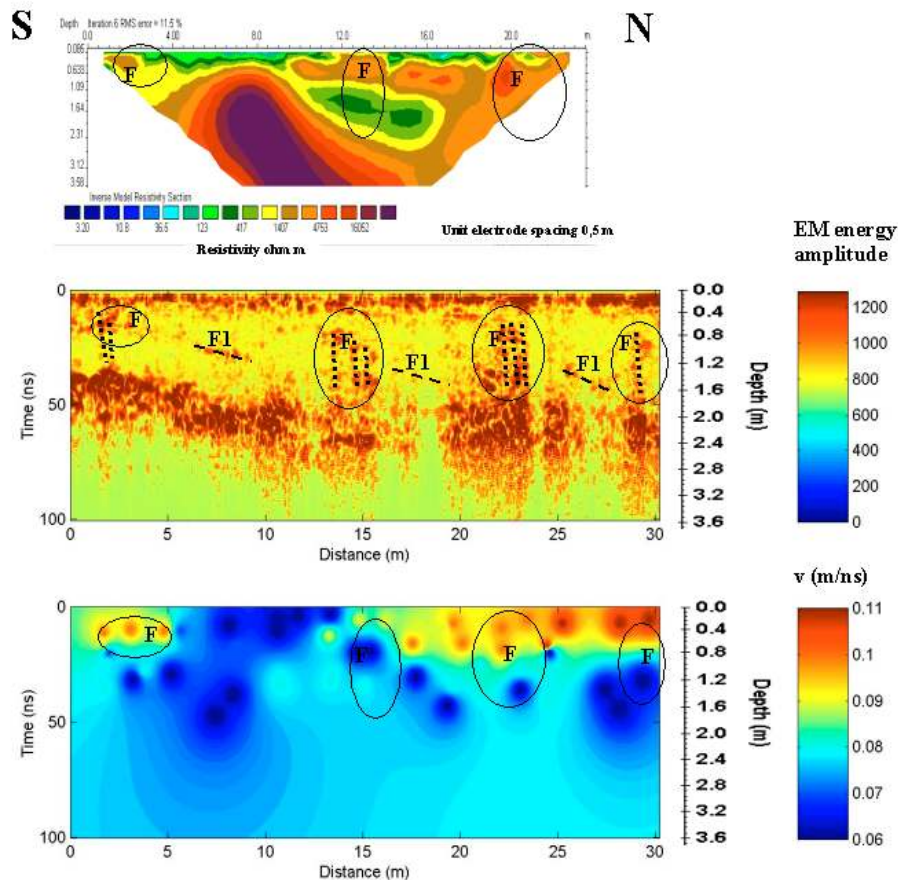 S
N
Depth Iteration 6 RMS error = 11.5 %
0.0 4.00 8.0 12.0 16.0 20.0 m.
0.085
0.633
1.09
1.64
2.31
3.12
3.58
F F F
Inverse Model Resistivity Section
3.20 10.8 36.5 123 417 1407 4753 16052
Resistivity ohm m
Unit electrode spacing 0,5 m
EM energy
amplitude
0
50
100
Time (ns)
F F1 F F1 F F1 F
0 5 10 15 20 25 30
Distance (m)
0.0
0.4
0.8
1.2
1.6
2.0
2.4
2.8
3.2
3.6
Depth (m)
1200
1000
800
600
400
200
0
v (m/ns)
0
50
100
Time (ns)
F F F F
0 5 10 15 20 25 30
Distance (m)
0.0
0.4
0.8
1.2
1.6
2.0
2.4
2.8
3.2
3.6
Depth (m)
0.11
0.1
0.09
0.08
0.07
0.06